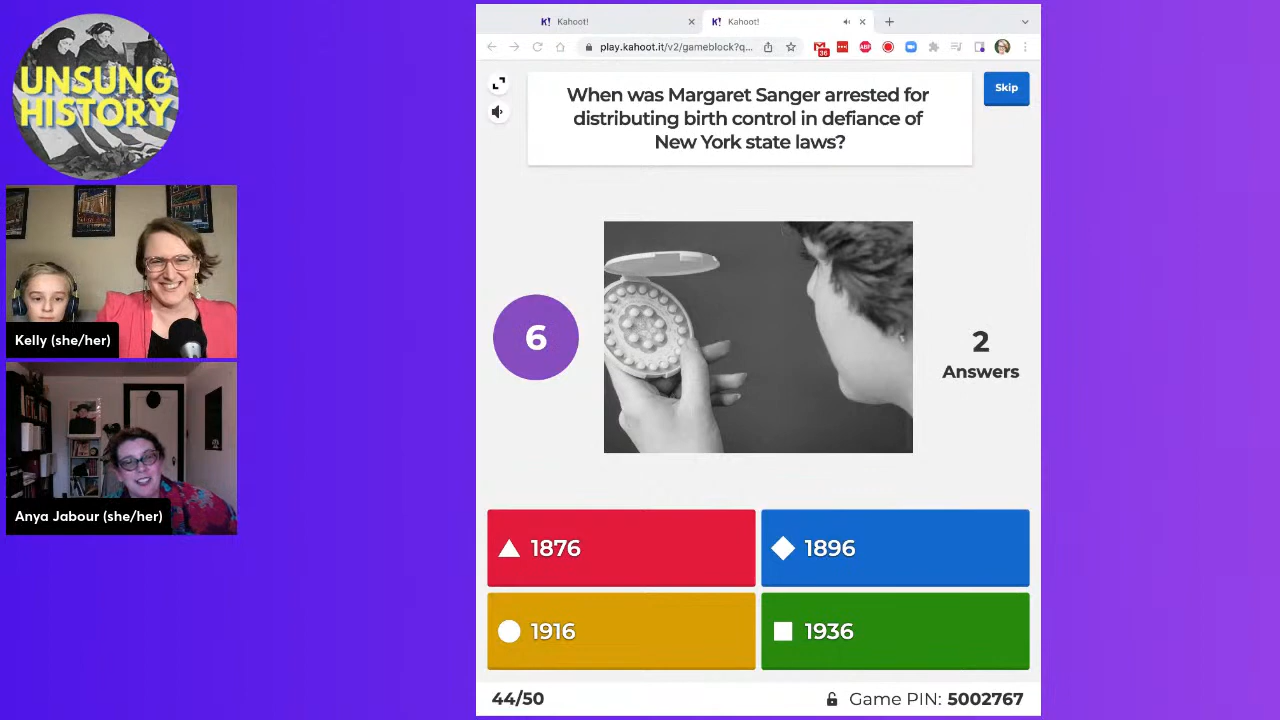 UNSUNG
HISTORY
Kelly (she/her)
Anya Jabour (she/her)
Kahoot!
Kahoot!
play.kahoot.it/v2/gameblock?q...
36
ABP
When was Margaret Sanger arrested for
distributing birth control in defiance of
New York state laws?
Skip
6
2
Answers
1876
1896
1916
1936
44/50
Game PIN: 5002767